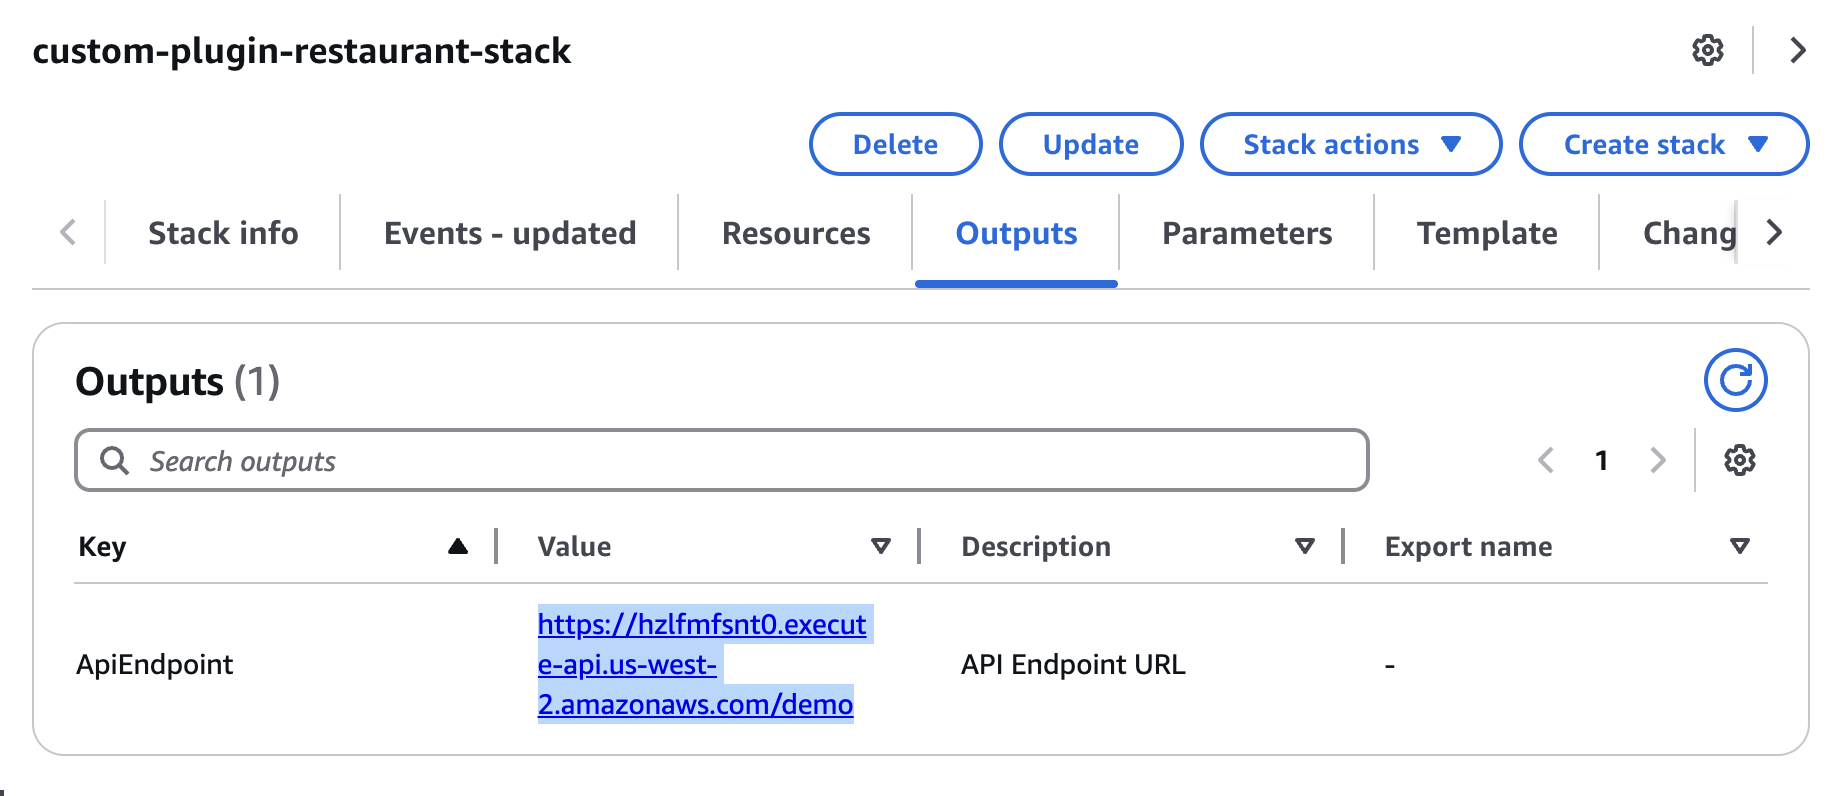 custom-plugin-restaurant-stack
Delete
Update
Stack actions
Create stack
Stack info
Events - updated
Resources
Outputs
Parameters
Template
Chang
Outputs (1)
Search outputs
1
Key
Value
Description
Export name
ApiEndpoint
https://hzlfmfsnt0.execut
e-api.us-west-
2.amazonaws.com/demo
API Endpoint URL
-